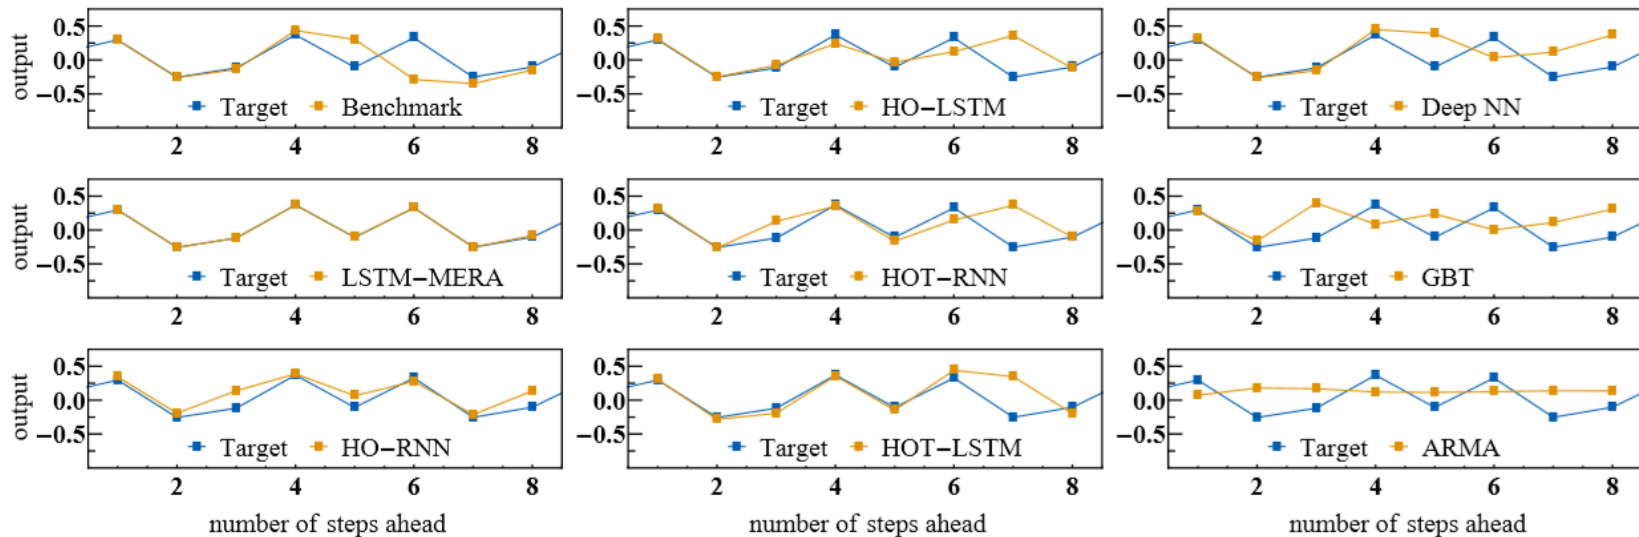 output
0.5
0.0
−0.5
Target Benchmark
2 4 6 8
0.5
0.0
−0.5
Target HO−LSTM
2 4 6 8
0.5
0.0
−0.5
Target Deep NN
2 4 6 8
output
0.5
0.0
−0.5
Target LSTM−MERA
2 4 6 8
0.5
0.0
−0.5
Target HOT−RNN
2 4 6 8
0.5
0.0
−0.5
Target GBT
2 4 6 8
output
0.5
0.0
−0.5
Target HO−RNN
2 4 6 8
number of steps ahead
0.5
0.0
−0.5
Target HOT−LSTM
2 4 6 8
number of steps ahead
0.5
0.0
−0.5
Target ARMA
2 4 6 8
number of steps ahead